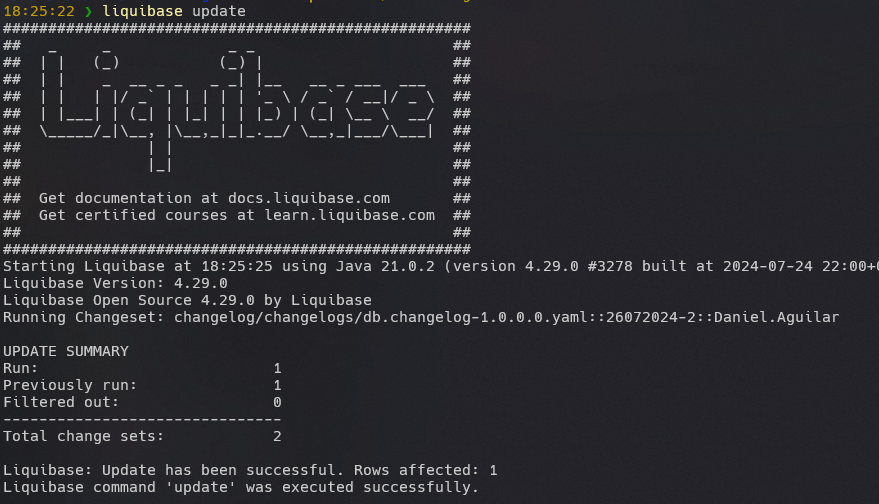 18:25:22 ❯ liquibase update
####################################################
##   _     _             _ _                      ##
##  | |   (_)           (_) |                     ##
##  | |    _  __ _ _   _ _| |__   __ _ ___  ___   ##
##  | |   | |/ _` | | | | | '_ \ / _` / __|/ _ \  ##
##  | |___| | (_| | |_| | | |_) | (_| \__ \  __/  ##
##  \_____/_|\__, |\__,_|_|_.__/ \__,_|___/\___|  ##
##              | |                               ##
##              |_|                               ##
##                                                ##
##  Get documentation at docs.liquibase.com       ##
##  Get certified courses at learn.liquibase.com  ##
##                                                ##
####################################################
Starting Liquibase at 18:25:25 using Java 21.0.2 (version 4.29.0 #3278 built at 2024-07-24 22:00+
Liquibase Version: 4.29.0
Liquibase Open Source 4.29.0 by Liquibase
Running Changeset: changelog/changelogs/db.changelog-1.0.0.0.yaml::26072024-2::Daniel.Aguilar
UPDATE SUMMARY
Run:                          1
Previously run:               1
Filtered out:                 0
-------------------------------
Total change sets:            2
Liquibase: Update has been successful. Rows affected: 1
Liquibase command 'update' was executed successfully.